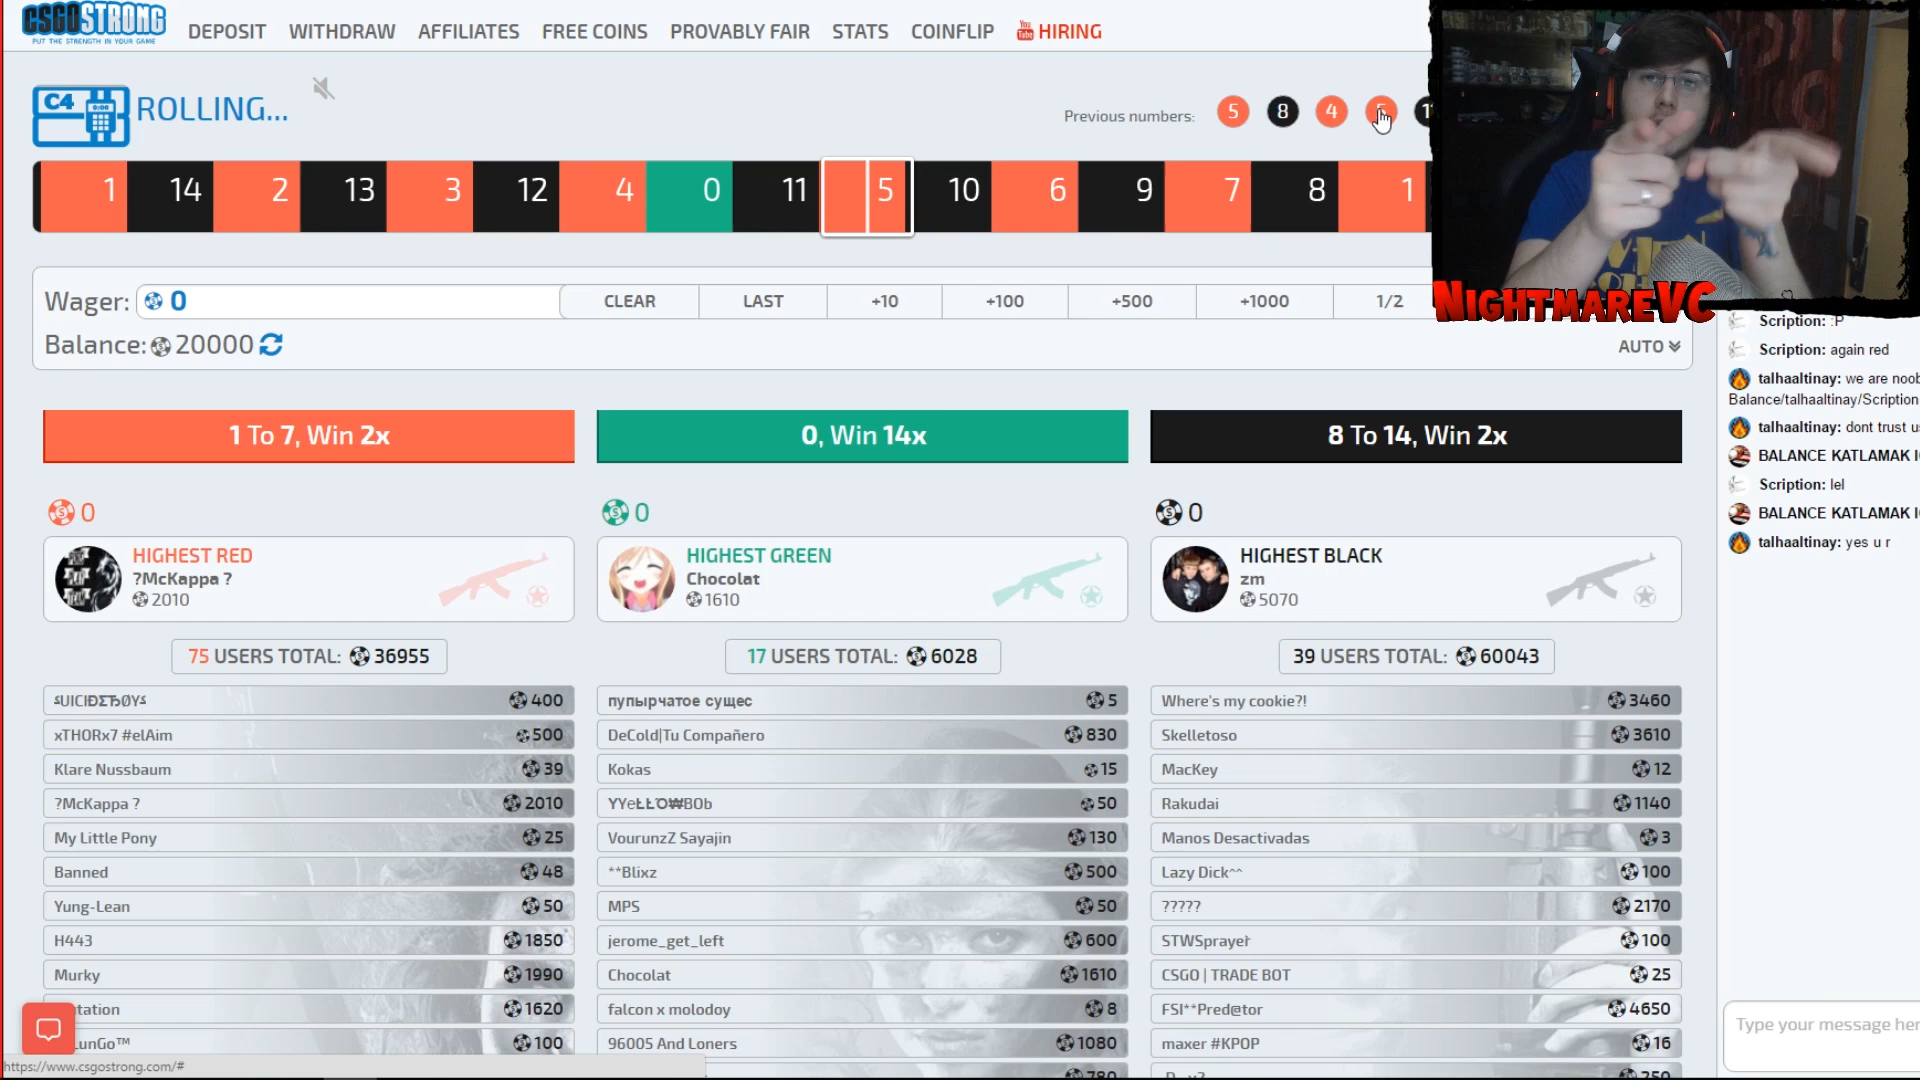 CSGOSTRONG
PUT THE STRENGTH IN YOUR GAME
DEPOSIT WITHDRAW AFFILIATES FREE COINS PROVABLY FAIR STATS COINFLIP You Tube HIRING
C4 ROLLING...
Previous numbers: 5 8 4 5
1 14 2 13 3 12 4 0 11 5 10 6 9 7 8 1
Wager: 0 CLEAR LAST +10 +100 +500 +1000 1/2
Balance: 20000 AUTO
NIGHTMAREVC
1 To 7, Win 2x
0, Win 14x
8 To 14, Win 2x
0
0
0
HIGHEST RED
?McKappa ?
2010
HIGHEST GREEN
Chocolat
1610
HIGHEST BLACK
zm
5070
75 USERS TOTAL: 36955
17 USERS TOTAL: 6028
39 USERS TOTAL: 60043
400
xTHORx7 #elAim 500
Klare Nussbaum 39
?McKappa ? 2010
My Little Pony 25
Banned 48
Yung-Lean 50
H443 1850
Murky 1990
tation 1620
unGo™ 100
пупырчатое сущес 5
DeCold|Tu Compañero 830
Kokas 15
50
VourunzZ Sayajin 130
**Blixz 500
MPS 50
jerome_get_left 600
Chocolat 1610
falcon x molodoy 8
96005 And Loners 1080
780
Where's my cookie?! 3460
Skelletoso 3610
MacKey 12
Rakudai 1140
Manos Desactivadas 3
Lazy Dick^^ 100
????? 2170
STWSprayeł 100
CSGO | TRADE BOT 25
FSI**Pred@tor 4650
maxer #KPOP 16
250
Scription: :P
Scription: again red
talhaaltinay: we are noob
Balance/talhaaltinay/Scription
talhaaltinay: dont trust u
BALANCE KATLAMAK
Scription: lel
BALANCE KATLAMAK
talhaaltinay: yes u r
Type your message her
https://www.csgostrong.com/#